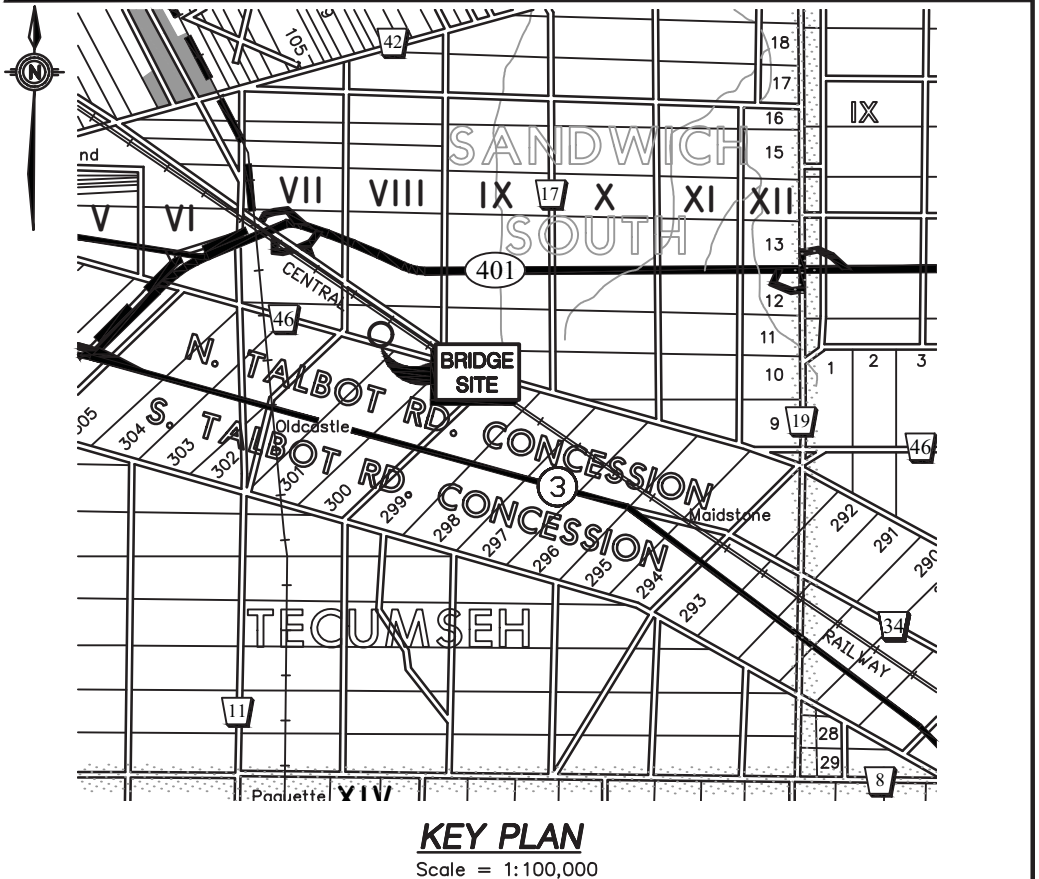 105
42
18
17
16
IX
SANDWICH
15
nd
VII VIII IX 17 X XI XII
V VI
SOUTH
13
N
401
CENTRAL
12
46
11
N. TALBOT RD. CONCESSION
BRIDGE
SITE
10
1 2 3
9
19
46
Oldcastle
S. TALBOT RD CONCESSION
304
303
302
301
300
299
298
297
296
295
294
293
3
Maidstone
292
291
290
34
RAILWAY
TECUMSEH
11
28
29
8
Paquette XIV
KEY PLAN
Scale = 1:100,000